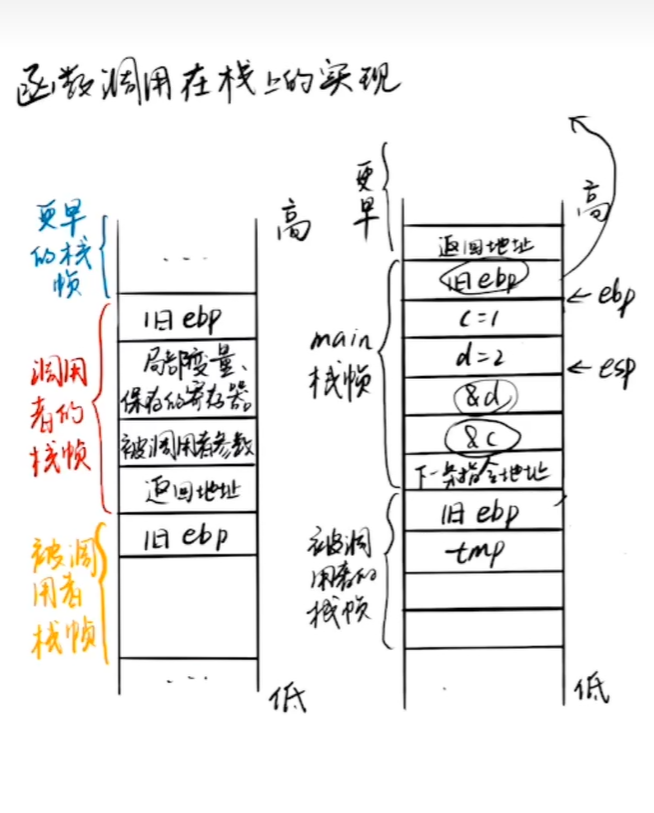 函数调用在栈上的实现
更早
的栈
帧
高
...
旧 ebp
局部变量、
保存的寄存器
被调用者参数
返回地址
旧 ebp
...
低
调用
者的
栈帧
被调
用者
栈帧
更
早
高
返回地址
旧 ebp
← ebp
c=1
d=2
← esp
&d
&c
下一条指令地址
旧 ebp
tmp
低
main
栈帧
被调
用者的
栈帧